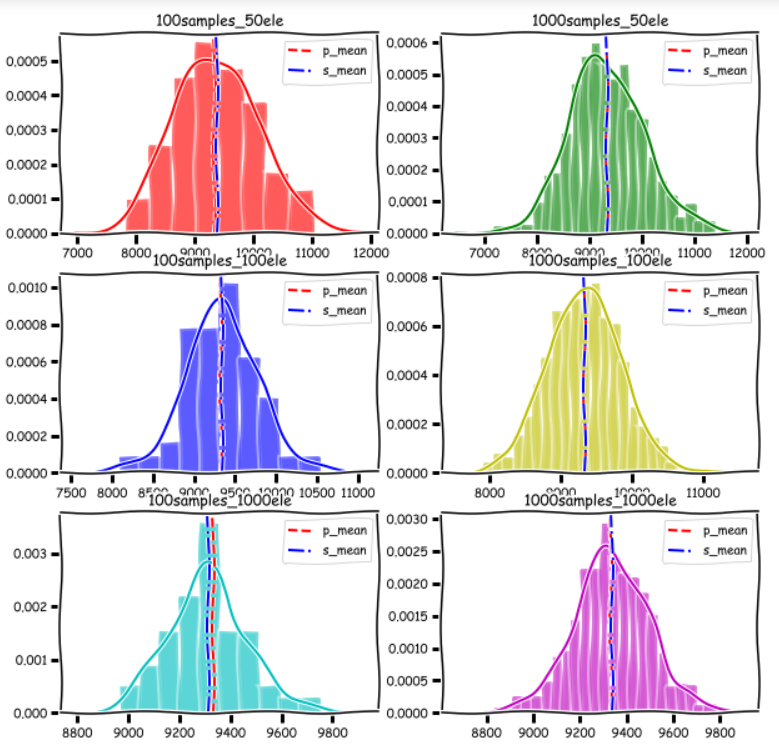 100samples_50ele
0.0005
0.0004
0.0003
0.0002
0.0001
0.0000
p_mean
s_mean
7000 8000 9000 10000 11000 12000
1000samples_50ele
0.0006
0.0005
0.0004
0.0003
0.0002
0.0001
0.0000
p_mean
s_mean
7000 8000 9000 10000 11000 12000
100samples_100ele
0.0010
0.0008
0.0006
0.0004
0.0002
0.0000
p_mean
s_mean
7500 8000 8500 9000 9500 10000 10500 11000
1000samples_100ele
0.0008
0.0006
0.0004
0.0002
0.0000
p_mean
s_mean
8000 9000 10000 11000
100samples_1000ele
0.003
0.002
0.001
0.000
p_mean
s_mean
8800 9000 9200 9400 9600 9800
1000samples_1000ele
0.0030
0.0025
0.0020
0.0015
0.0010
0.0005
0.0000
p_mean
s_mean
8800 9000 9200 9400 9600 9800